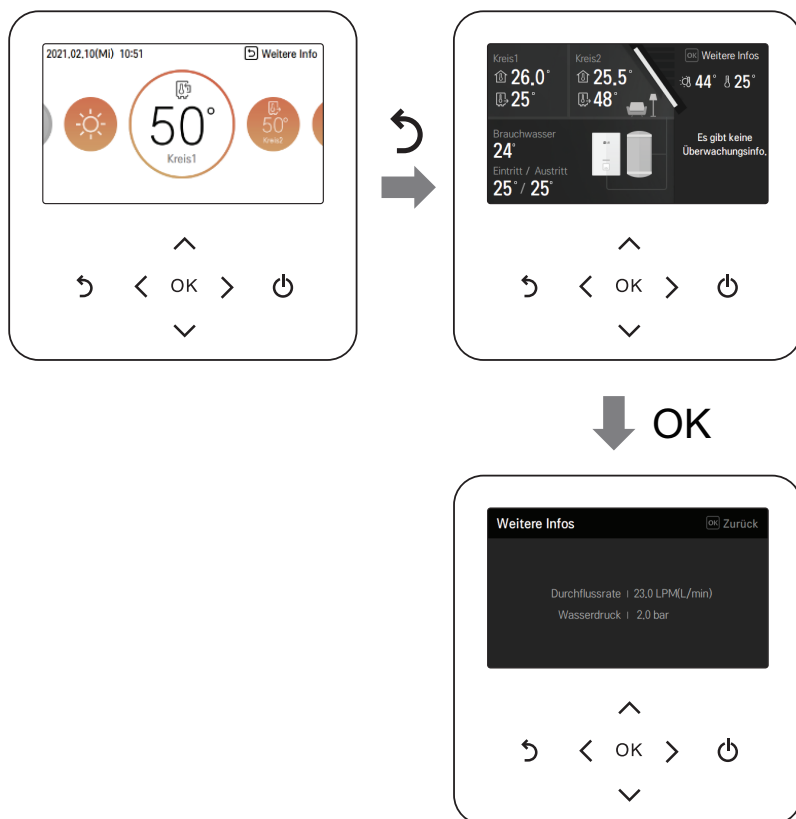 2021.02.10(Mi) 10:51 Weitere Info
50°
Kreis1
50°
Kreis2
OK
Kreis1 Kreis2 OK Weitere Infos
26.0° 25.5° 44° 25°
25° 48°
Brauchwasser
24°
Es gibt keine
Überwachungsinfo.
Eintritt / Austritt
25° / 25°
OK
OK
Weitere Infos OK Zurück
Durchflussrate | 23.0 LPM(L/min)
Wasserdruck | 2.0 bar
OK